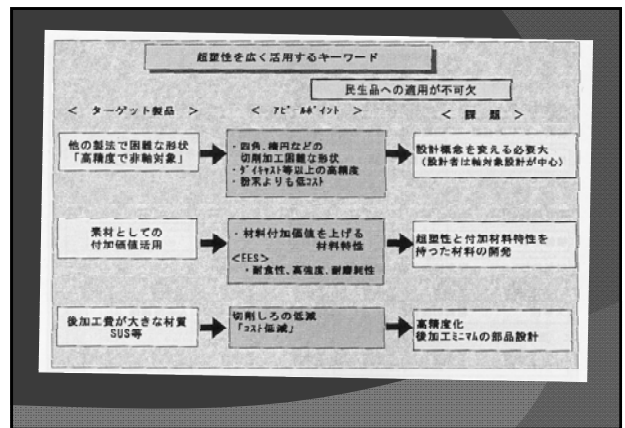 超塑性を広く活用するキーワード
民生品への適用が不可欠
< ターゲット製品 >
< アピールポイント >
< 課題 >
他の製法で困難な形状
「高精度で非軸対象」
・四角、楕円などの
切削加工困難な形状
・ダイキャスト等以上の高精度
・粉末よりも低コスト
設計概念を変える必要大
(設計者は軸対象設計が中心)
素材としての
付加価値活用
・材料付加価値を上げる
材料特性
<FES>
・耐食性、高強度、耐磨耗性
超塑性と付加材料特性を
持った材料の開発
後加工費が大きな材質
SUS等
切削しろの低減
「コスト低減」
高精度化
後加工ミニマムの部品設計